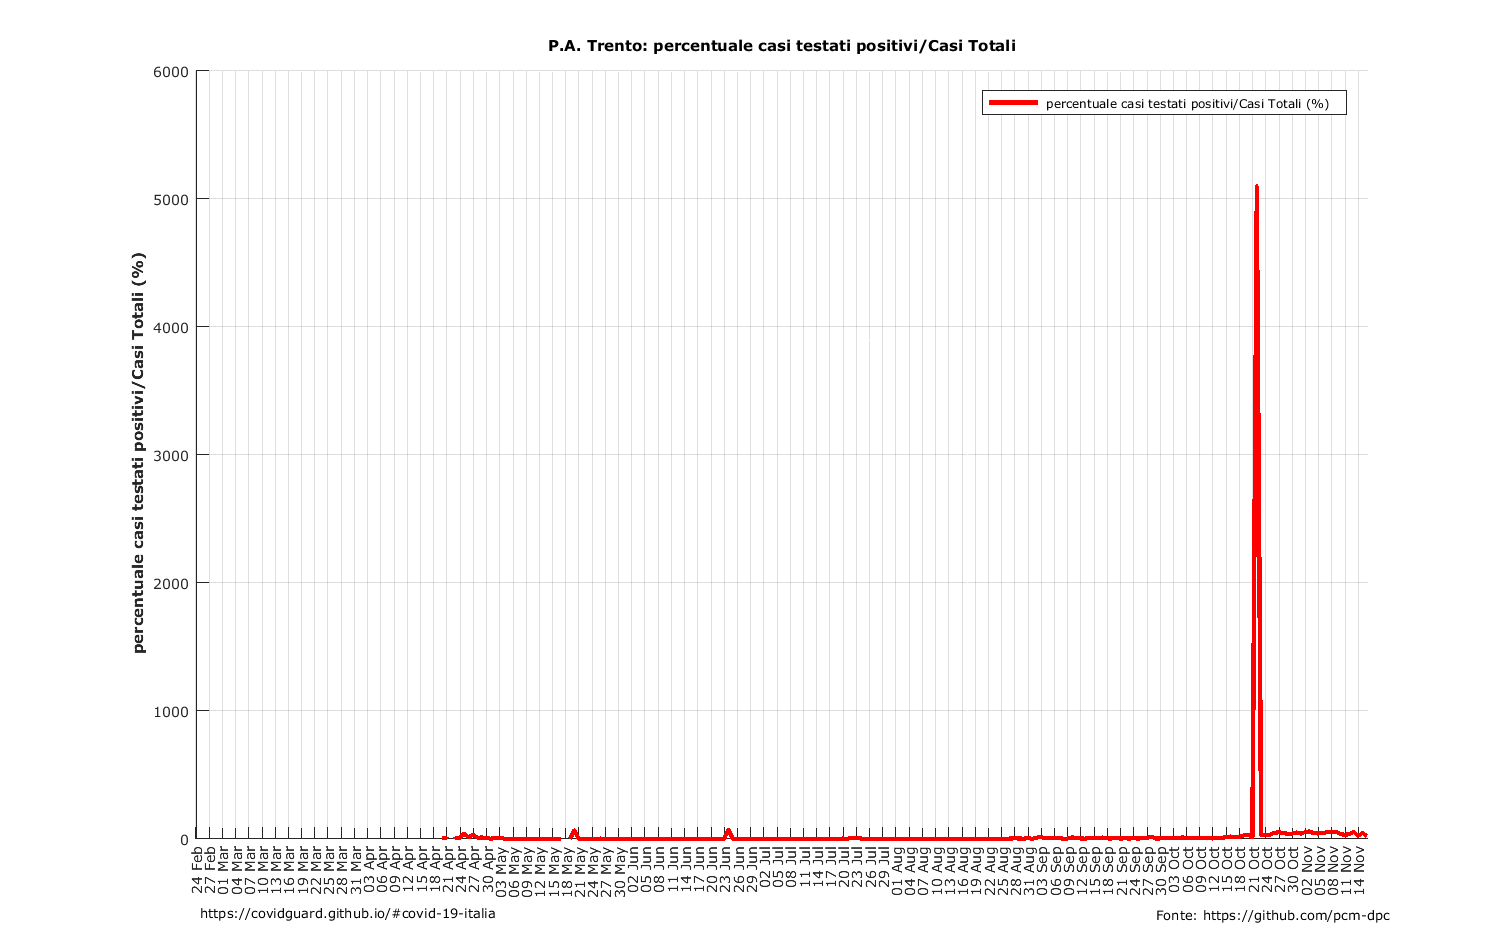 P.A. Trento: percentuale casi testati positivi/Casi Totali
percentuale casi testati positivi/Casi Totali (%)
percentuale casi testati positivi/Casi Totali (%)
6000
5000
4000
3000
2000
1000
0
24 Feb
27 Feb
01 Mar
04 Mar
07 Mar
10 Mar
13 Mar
16 Mar
19 Mar
22 Mar
25 Mar
28 Mar
31 Mar
03 Apr
06 Apr
09 Apr
12 Apr
15 Apr
18 Apr
21 Apr
24 Apr
27 Apr
30 Apr
03 May
06 May
09 May
12 May
15 May
18 May
21 May
24 May
27 May
30 May
02 Jun
05 Jun
08 Jun
11 Jun
14 Jun
17 Jun
20 Jun
23 Jun
26 Jun
29 Jun
02 Jul
05 Jul
08 Jul
11 Jul
14 Jul
17 Jul
20 Jul
23 Jul
26 Jul
29 Jul
01 Aug
04 Aug
07 Aug
10 Aug
13 Aug
16 Aug
19 Aug
22 Aug
25 Aug
28 Aug
31 Aug
03 Sep
06 Sep
09 Sep
12 Sep
15 Sep
18 Sep
21 Sep
24 Sep
27 Sep
30 Sep
03 Oct
06 Oct
09 Oct
12 Oct
15 Oct
18 Oct
21 Oct
24 Oct
27 Oct
30 Oct
02 Nov
05 Nov
08 Nov
11 Nov
14 Nov
https://covidguard.github.io/#covid-19-italia
Fonte: https://github.com/pcm-dpc